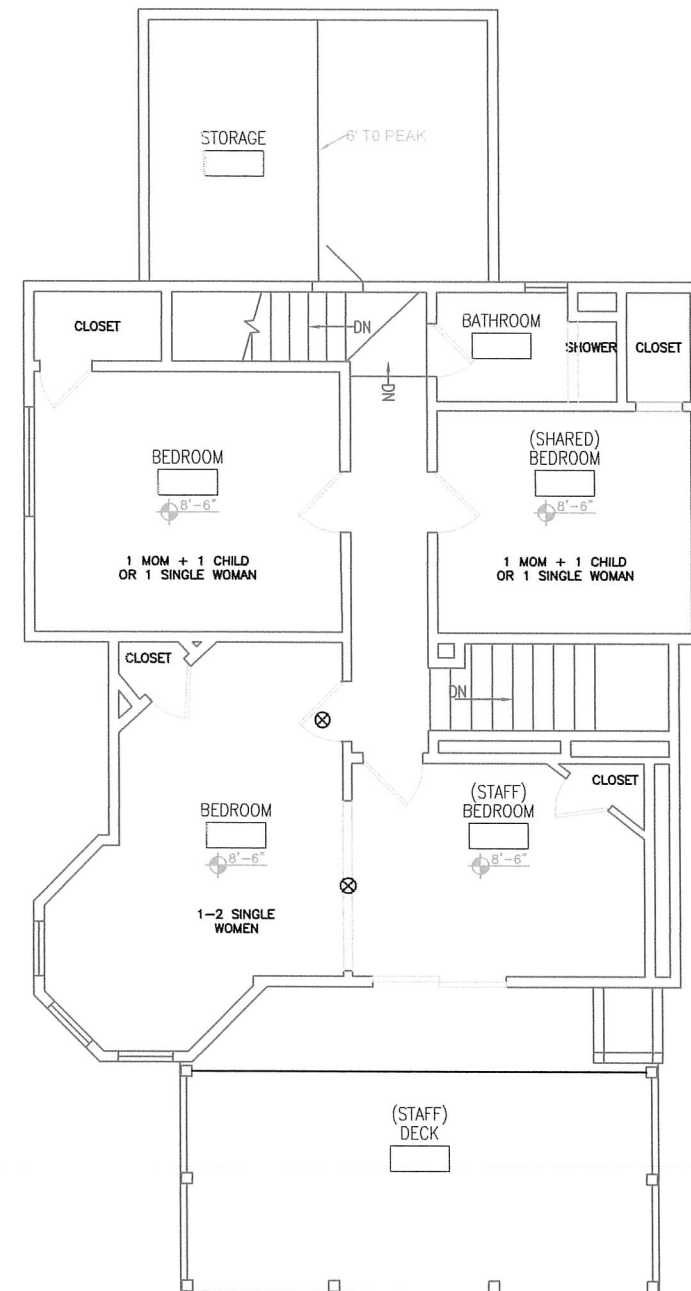 STORAGE
6' TO PEAK
CLOSET
DN
DN
BATHROOM
SHOWER
CLOSET
BEDROOM
8'-6"
1 MOM + 1 CHILD
OR 1 SINGLE WOMAN
(SHARED)
BEDROOM
8'-6"
1 MOM + 1 CHILD
OR 1 SINGLE WOMAN
CLOSET
DN
BEDROOM
8'-6"
1-2 SINGLE
WOMEN
(STAFF)
BEDROOM
8'-6"
CLOSET
(STAFF)
DECK